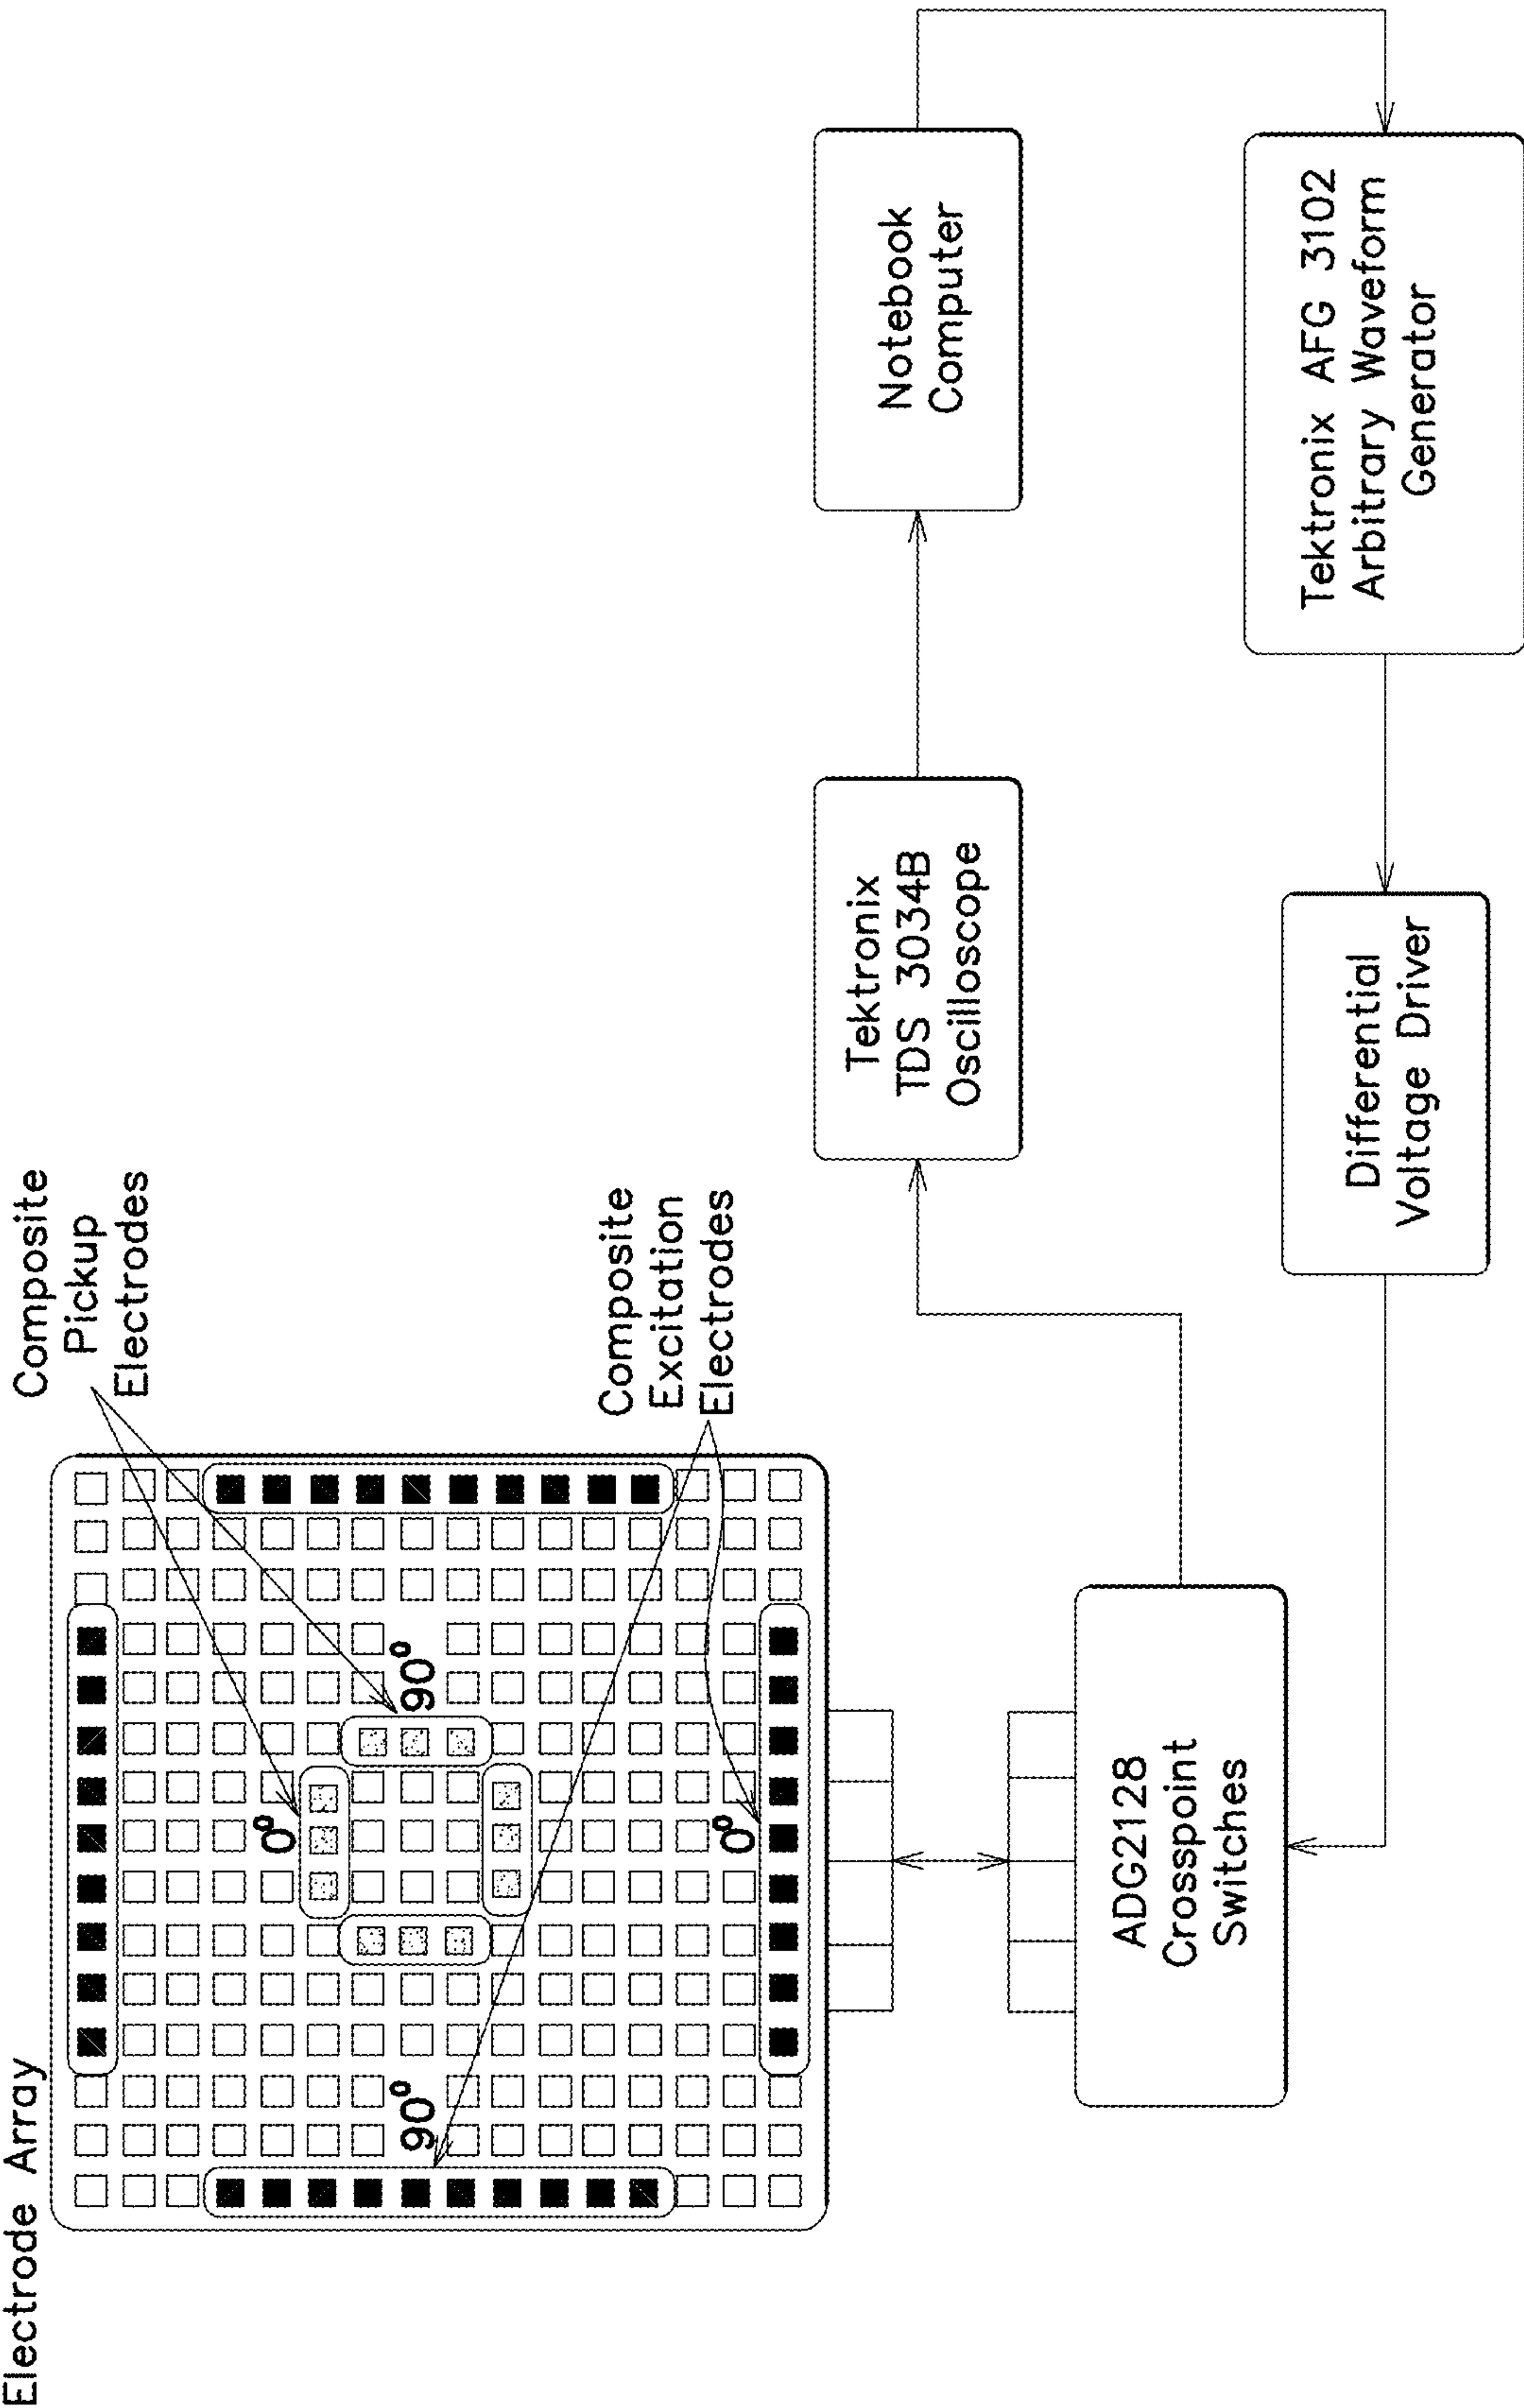 Electrode Array
Composite
Pickup
Electrodes
90°
0°
90°
0°
Composite
Excitation
Electrodes
ADG2128
Crosspoint
Switches
Tektronix
TDS 3034B
Oscilloscope
Notebook
Computer
Differential
Voltage Driver
Tektronix AFG 3102
Arbitrary Waveform
Generator